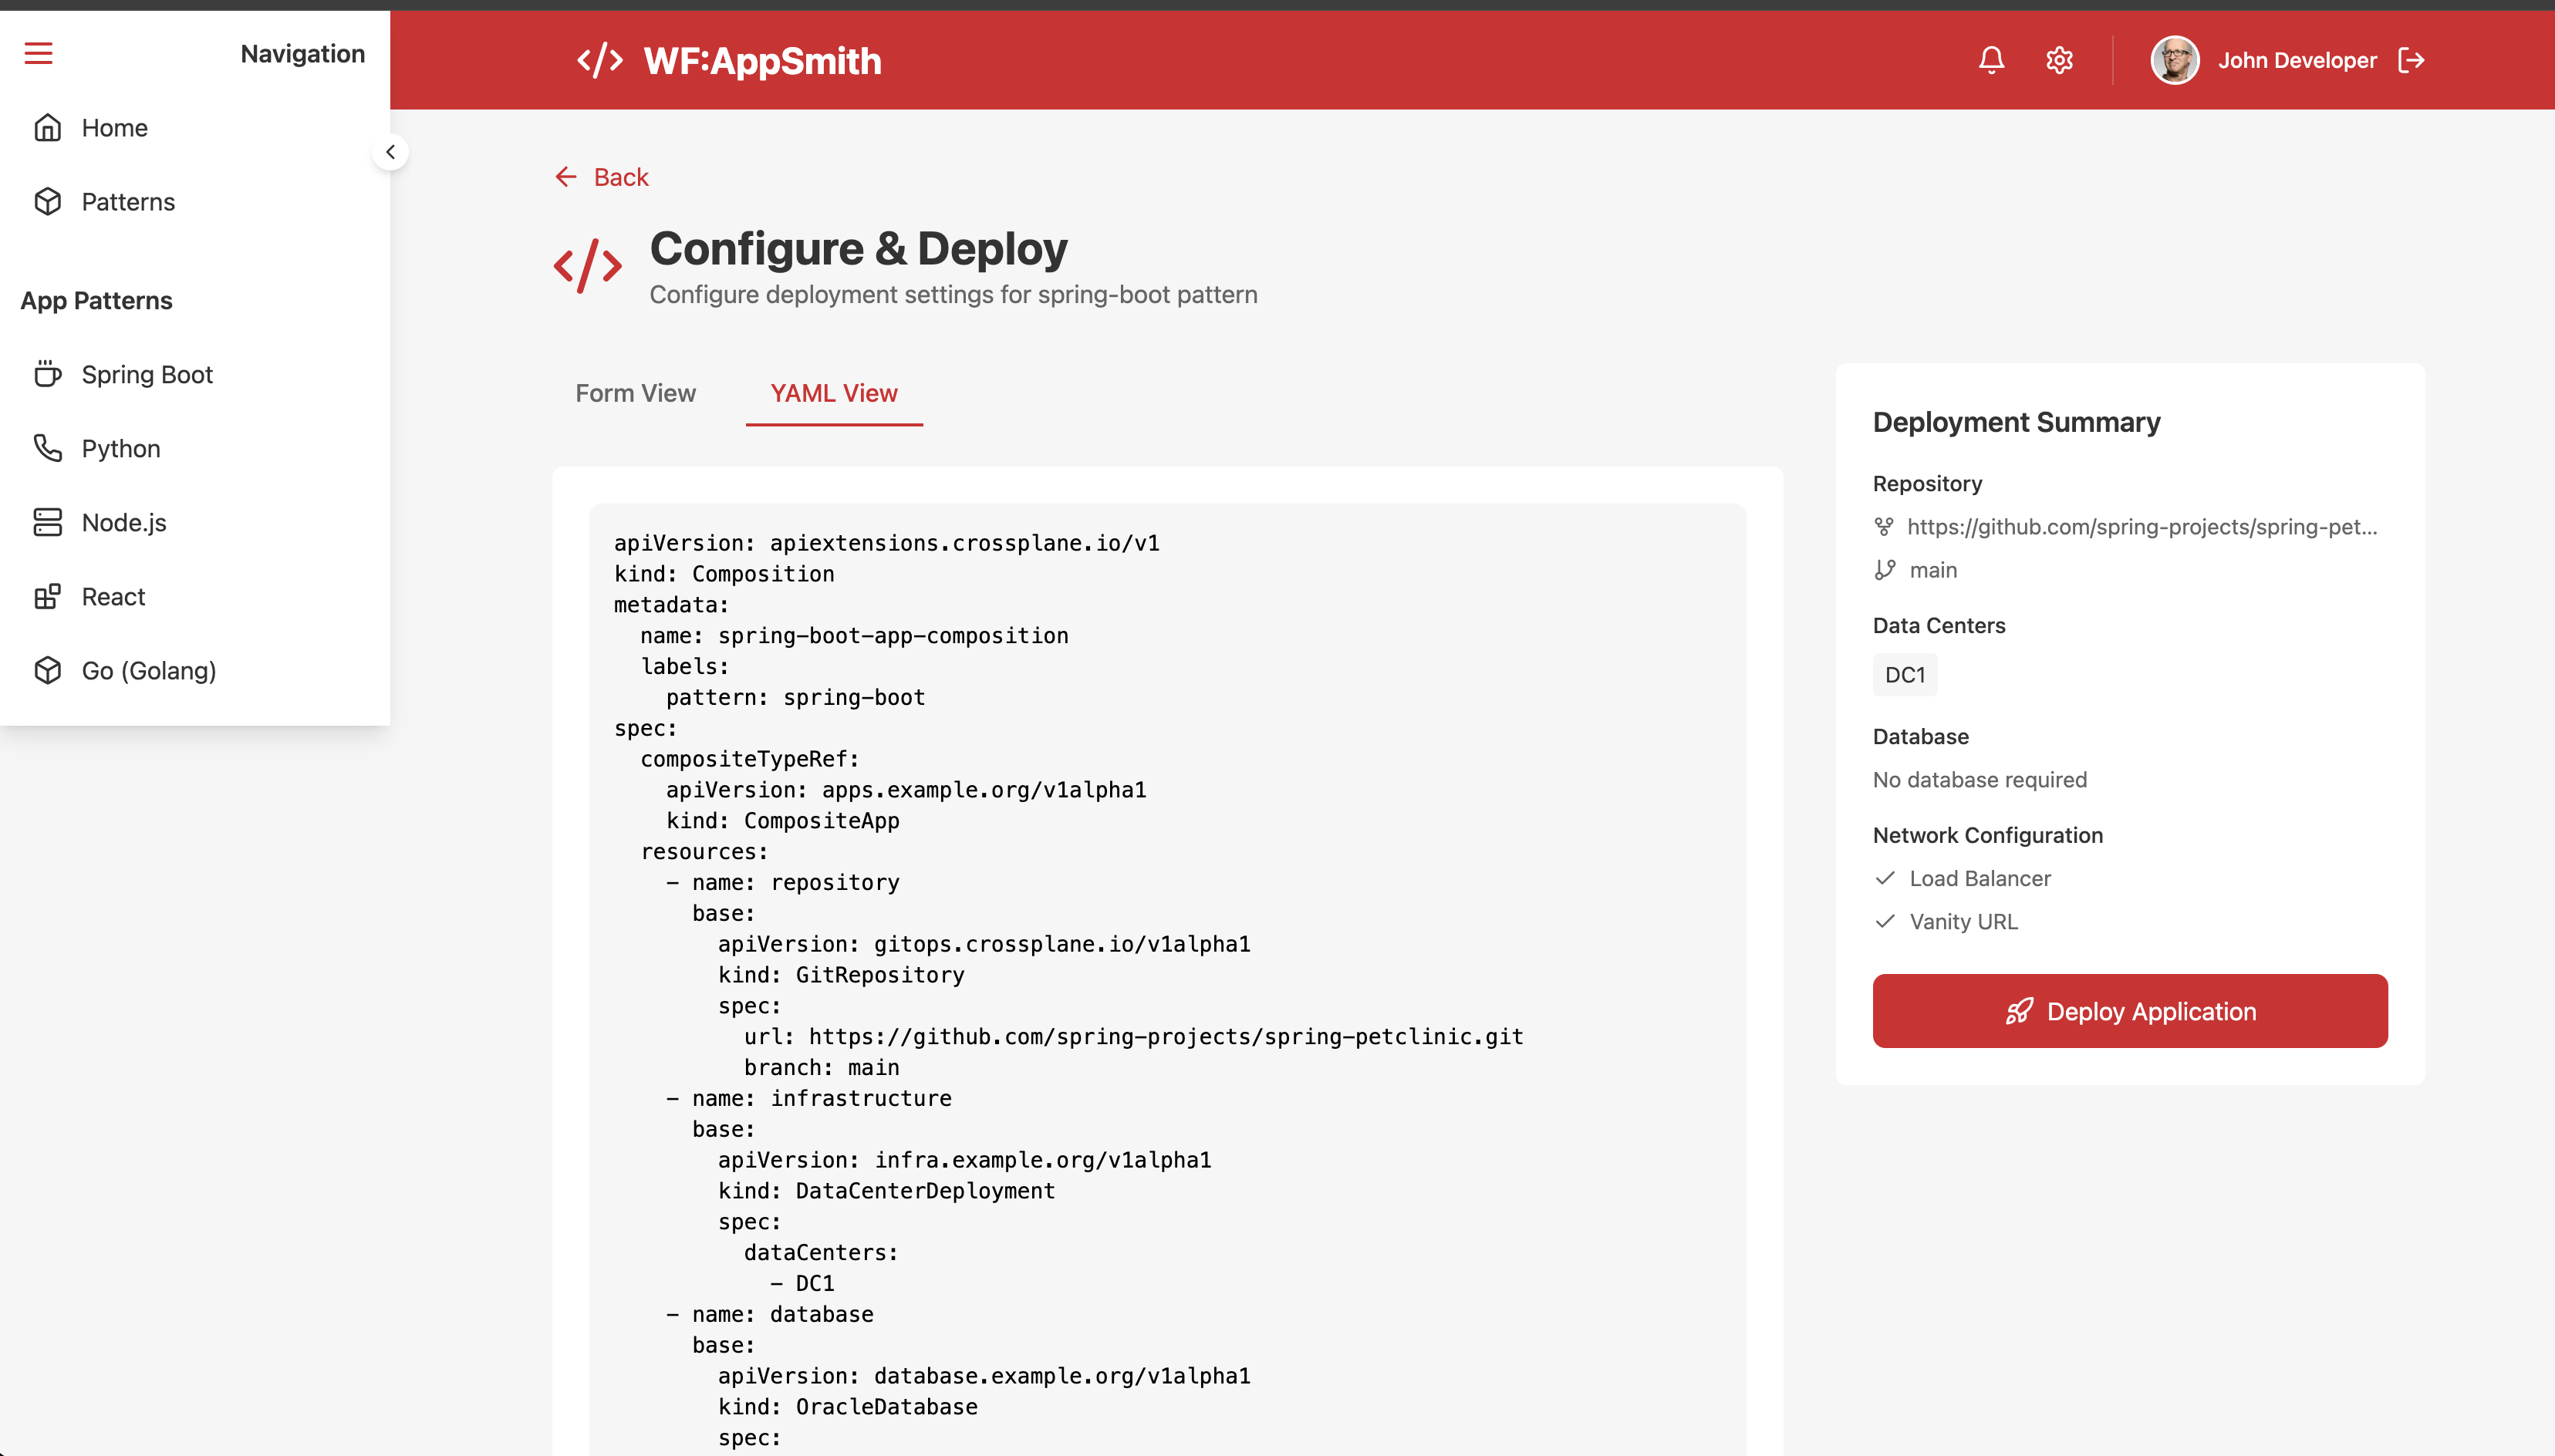 Navigation
Home
Patterns
App Patterns
Spring Boot
Python
Node.js
React
Go (Golang)
WF:AppSmith
John Developer
Back
Configure & Deploy
Configure deployment settings for spring-boot pattern
Form View
YAML View
apiVersion: apiextensions.crossplane.io/v1
kind: Composition
metadata:
  name: spring-boot-app-composition
  labels:
    pattern: spring-boot
spec:
  compositeTypeRef:
    apiVersion: apps.example.org/v1alpha1
    kind: CompositeApp
  resources:
    - name: repository
      base:
        apiVersion: gitops.crossplane.io/v1alpha1
        kind: GitRepository
        spec:
          url: https://github.com/spring-projects/spring-petclinic.git
          branch: main
    - name: infrastructure
      base:
        apiVersion: infra.example.org/v1alpha1
        kind: DataCenterDeployment
        spec:
          dataCenters:
            - DC1
    - name: database
      base:
        apiVersion: database.example.org/v1alpha1
        kind: OracleDatabase
        spec:
Deployment Summary
Repository
https://github.com/spring-projects/spring-pet...
main
Data Centers
DC1
Database
No database required
Network Configuration
Load Balancer
Vanity URL
Deploy Application